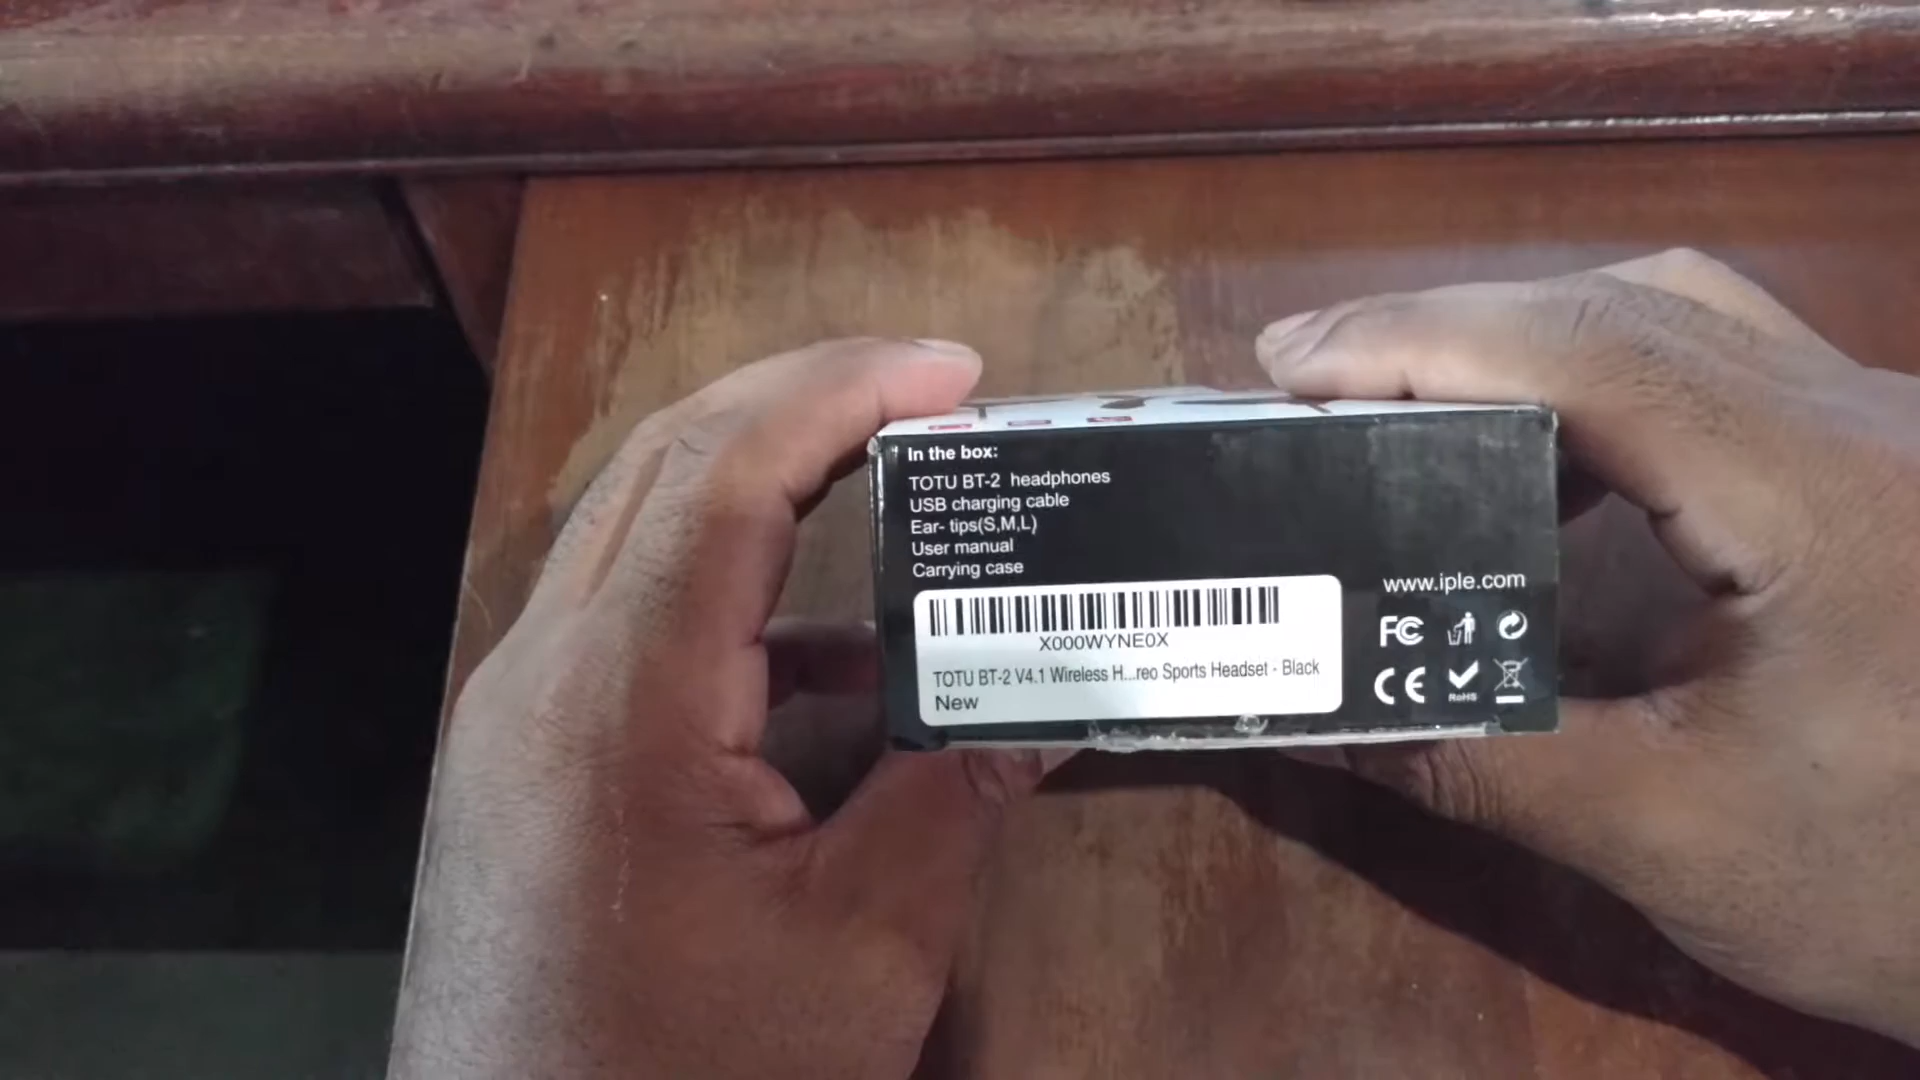 In the box:
TOTU BT-2 headphones
USB charging cable
Ear- tips(S,M,L)
User manual
Carrying case
www.iple.com
X000WYNE0X
TOTU BT-2 V4.1 Wireless H...reo Sports Headset - Black
New
FC
CE
RoHS